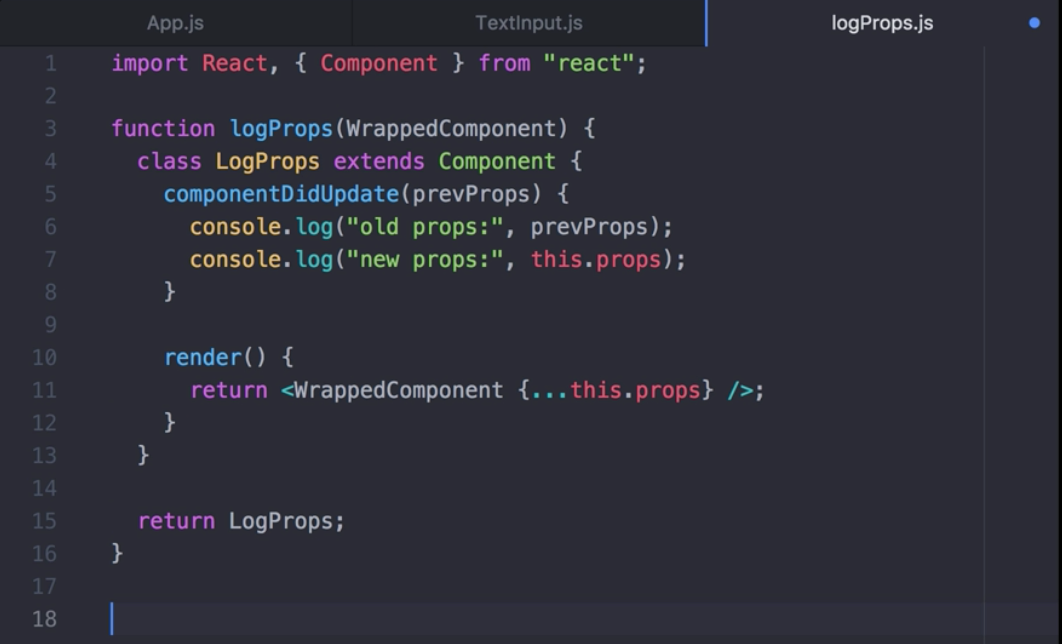 App.js TextInput.js logProps.js
1 import React, { Component } from "react";
2
3 function logProps(WrappedComponent) {
4   class LogProps extends Component {
5     componentDidUpdate(prevProps) {
6       console.log("old props:", prevProps);
7       console.log("new props:", this.props);
8     }
9
10     render() {
11       return <WrappedComponent {...this.props} />;
12     }
13   }
14
15   return LogProps;
16 }
17
18